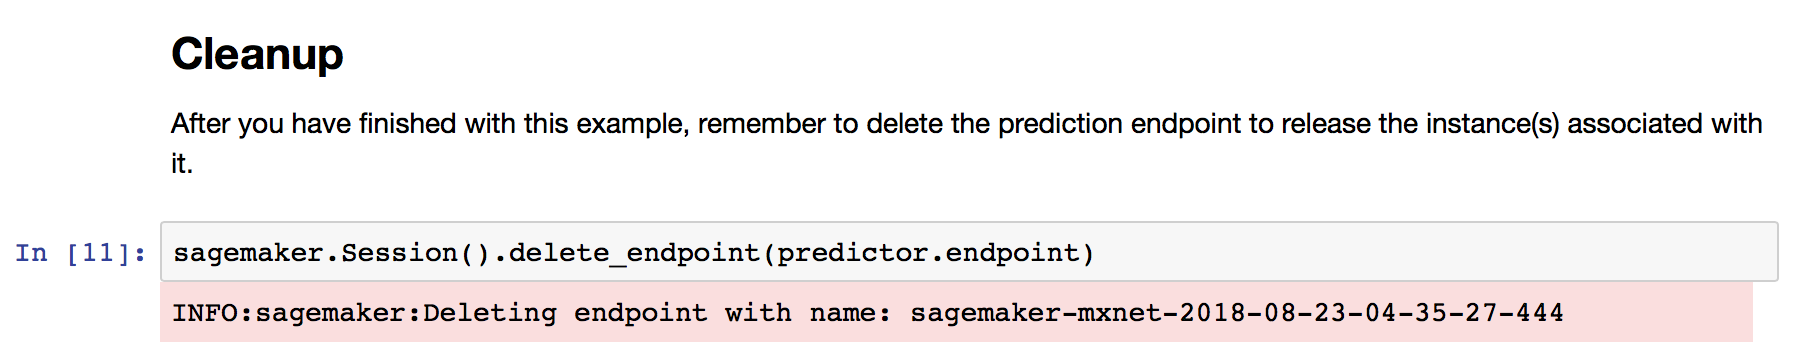 Cleanup
After you have finished with this example, remember to delete the prediction endpoint to release the instance(s) associated with
it.
In [11]: sagemaker.Session().delete_endpoint(predictor.endpoint)
INFO:sagemaker:Deleting endpoint with name: sagemaker-mxnet-2018-08-23-04-35-27-444